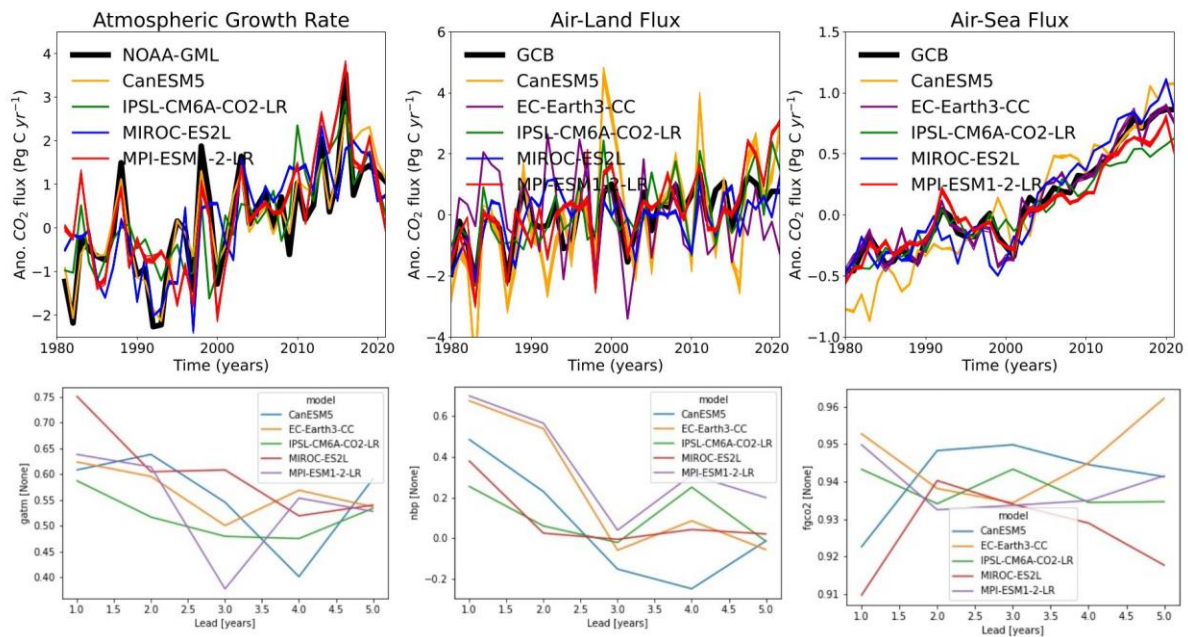 Atmospheric Growth Rate
Ano. CO₂ flux (Pg C yr⁻¹)
4
3
2
1
0
−1
−2
NOAA-GML
CanESM5
IPSL-CM6A-CO2-LR
MIROC-ES2L
MPI-ESM1-2-LR
1980
1990
2000
2010
2020
Time (years)
Air-Land Flux
Ano. CO₂ flux (Pg C yr⁻¹)
6
4
2
0
−2
−4
GCB
CanESM5
EC-Earth3-CC
IPSL-CM6A-CO2-LR
MIROC-ES2L
MPI-ESM1-2-LR
1980
1990
2000
2010
2020
Time (years)
Air-Sea Flux
Ano. CO₂ flux (Pg C yr⁻¹)
1.5
1.0
0.5
0.0
−0.5
−1.0
GCB
CanESM5
EC-Earth3-CC
IPSL-CM6A-CO2-LR
MIROC-ES2L
MPI-ESM1-2-LR
1980
1990
2000
2010
2020
Time (years)
gatm [None]
0.75
0.70
0.65
0.60
0.55
0.50
0.45
0.40
model
CanESM5
EC-Earth3-CC
IPSL-CM6A-CO2-LR
MIROC-ES2L
MPI-ESM1-2-LR
1.0 1.5 2.0 2.5 3.0 3.5 4.0 4.5 5.0
Lead [years]
nbp [None]
0.6
0.4
0.2
0.0
−0.2
model
CanESM5
EC-Earth3-CC
IPSL-CM6A-CO2-LR
MIROC-ES2L
MPI-ESM1-2-LR
1.0 1.5 2.0 2.5 3.0 3.5 4.0 4.5 5.0
Lead [years]
fgco2 [None]
0.96
0.95
0.94
0.93
0.92
0.91
model
CanESM5
EC-Earth3-CC
IPSL-CM6A-CO2-LR
MIROC-ES2L
MPI-ESM1-2-LR
1.0 1.5 2.0 2.5 3.0 3.5 4.0 4.5 5.0
Lead [years]